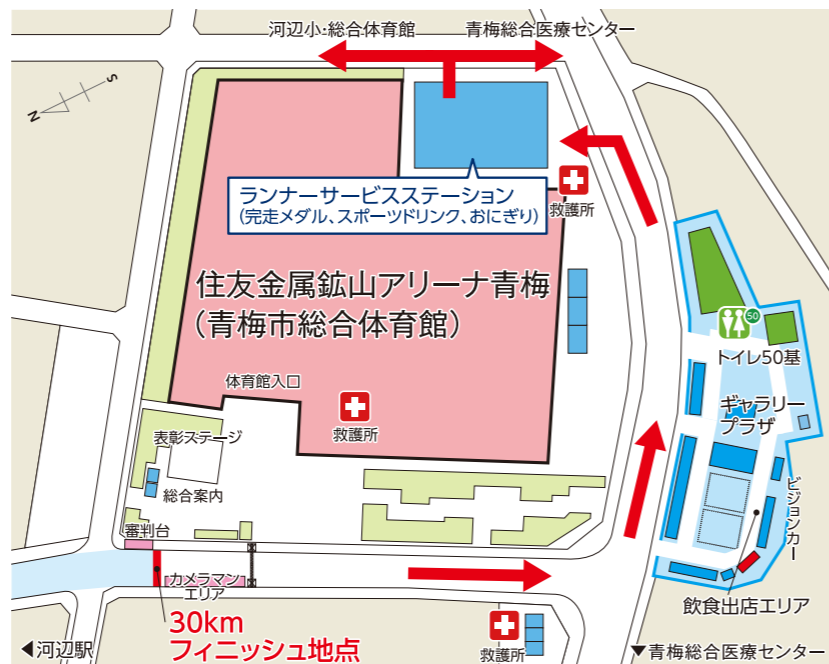 河辺小・総合体育館
青梅総合医療センター
S
N
ランナーサービスステーション
(完走メダル、スポーツドリンク、おにぎり)
救護所
住友金属鉱山アリーナ青梅
(青梅市総合体育館)
50
トイレ50基
体育館入口
救護所
ギャラリー
プラザ
表彰ステージ
総合案内
ビジョンカー
審判台
カメラマン
エリア
30km
フィニッシュ地点
飲食出店エリア
救護所
◀河辺駅
▼青梅総合医療センター